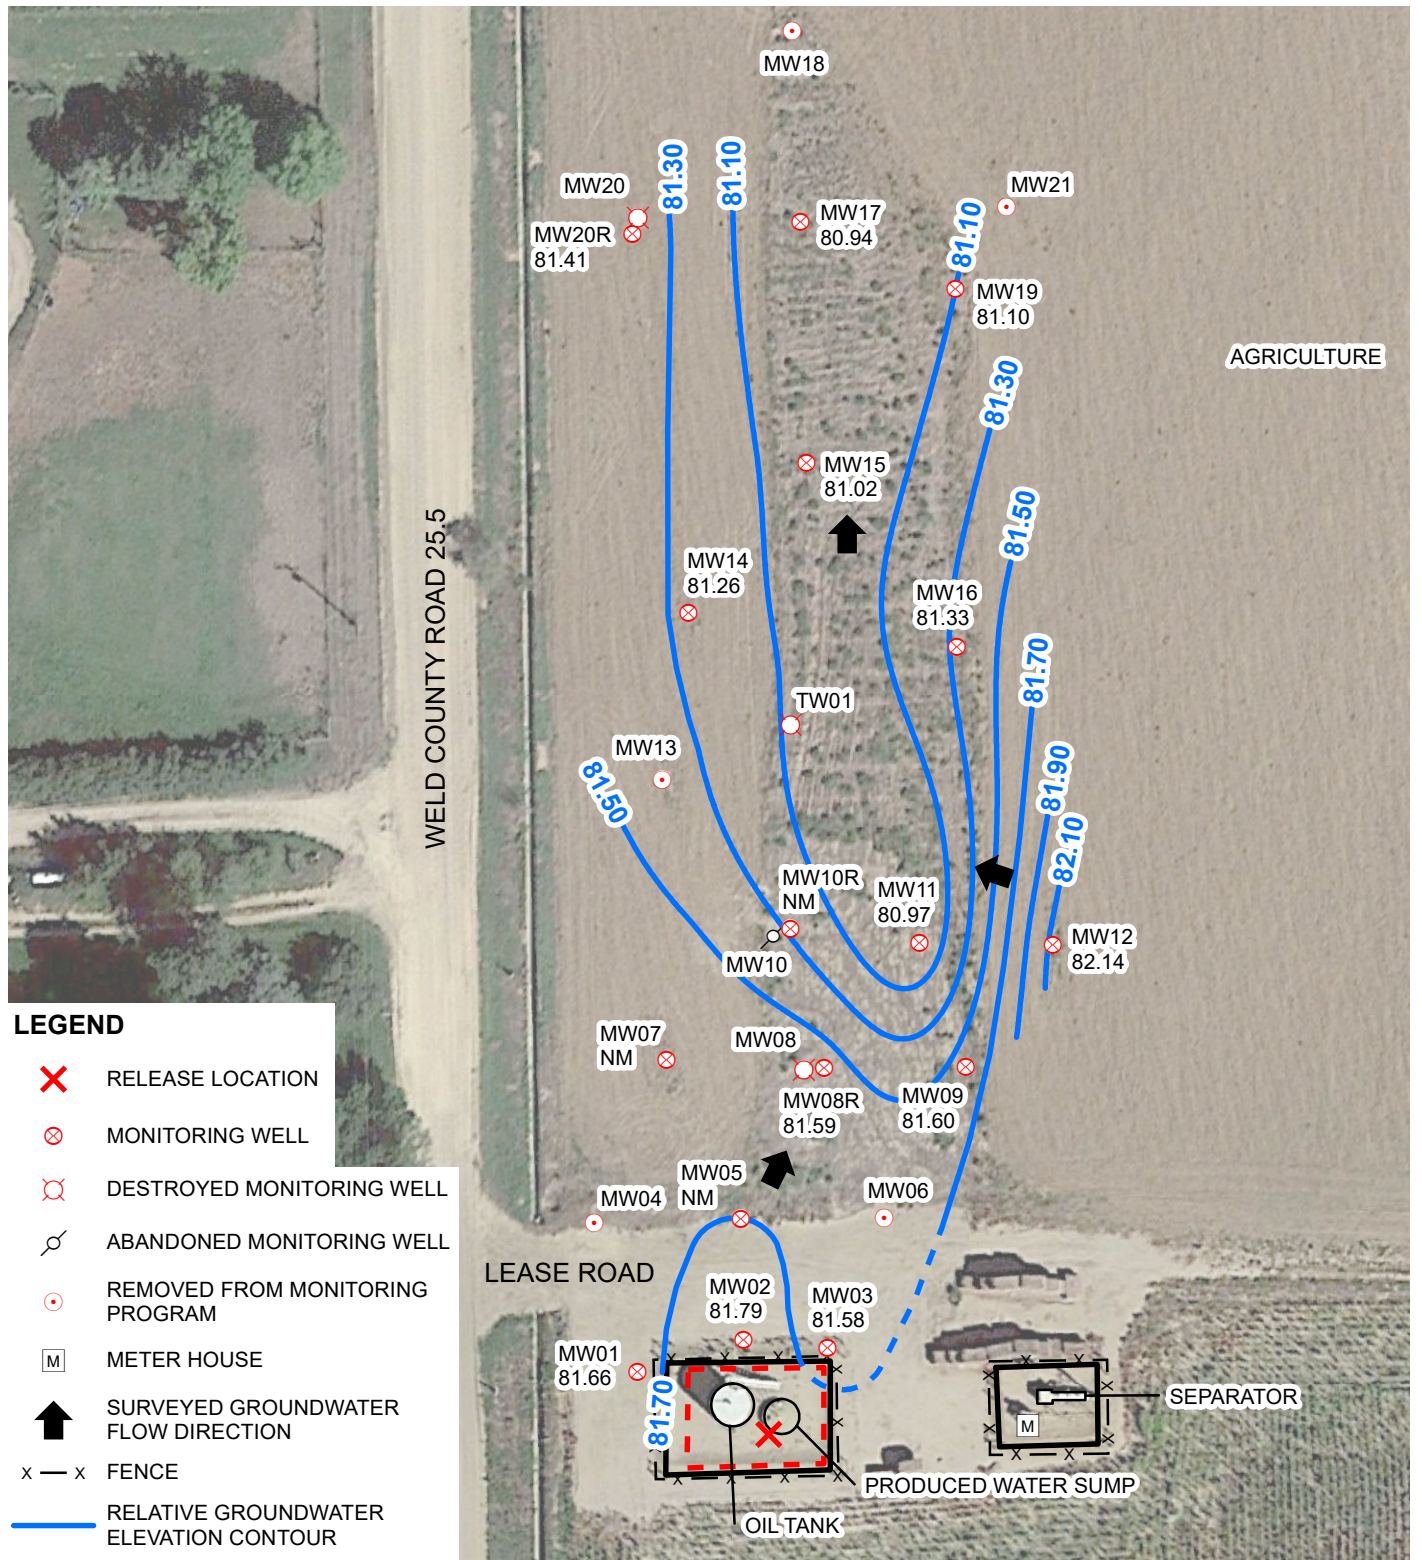 MW18
81.30
81.10
MW20
MW20R
81.41
MW17
80.94
MW21
81.10
MW19
81.10
AGRICULTURE
81.30
MW15
81.02
WELD COUNTY ROAD 25.5
81.50
MW14
81.26
MW16
81.33
81.70
TW01
MW13
81.50
81.90
82.10
MW10R
NM
MW11
80.97
MW10
MW12
82.14
MW07
NM
MW08
MW08R
81.59
MW09
81.60
MW05
NM
MW04
MW06
LEASE ROAD
MW02
81.79
MW03
81.58
MW01
81.66
81.70
SEPARATOR
M
PRODUCED WATER SUMP
OIL TANK
LEGEND
RELEASE LOCATION
MONITORING WELL
DESTROYED MONITORING WELL
ABANDONED MONITORING WELL
REMOVED FROM MONITORING
PROGRAM
M METER HOUSE
SURVEYED GROUNDWATER
FLOW DIRECTION
X — X FENCE
RELATIVE GROUNDWATER
ELEVATION CONTOUR